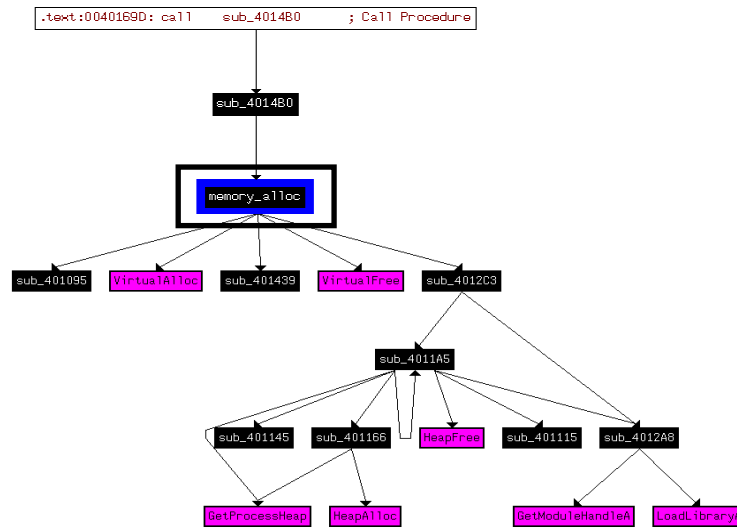 .text:0040169D: call    sub_4014B0      ; Call Procedure
sub_4014B0
memory_alloc
sub_401095 VirtualAlloc sub_401439 VirtualFree sub_4012C3
sub_4011A5
sub_401145 sub_401166 HeapFree sub_401115 sub_4012A8
GetProcessHeap HeapAlloc GetModuleHandleA LoadLibrary